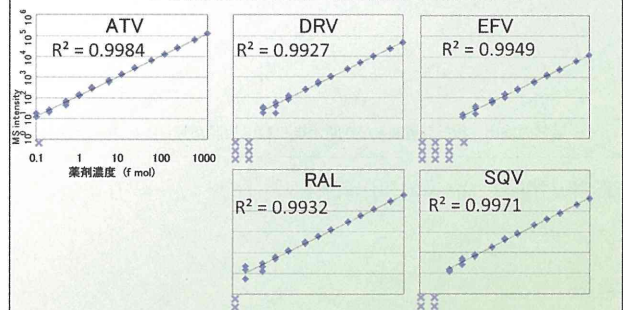 ATV
R² = 0.9984
MS intensity
10⁰ 10¹ 10² 10³ 10⁴ 10⁵ 10⁶
0.1 1 10 100 1000
薬剤濃度 (f mol)
DRV
R² = 0.9927
EFV
R² = 0.9949
RAL
R² = 0.9932
SQV
R² = 0.9971